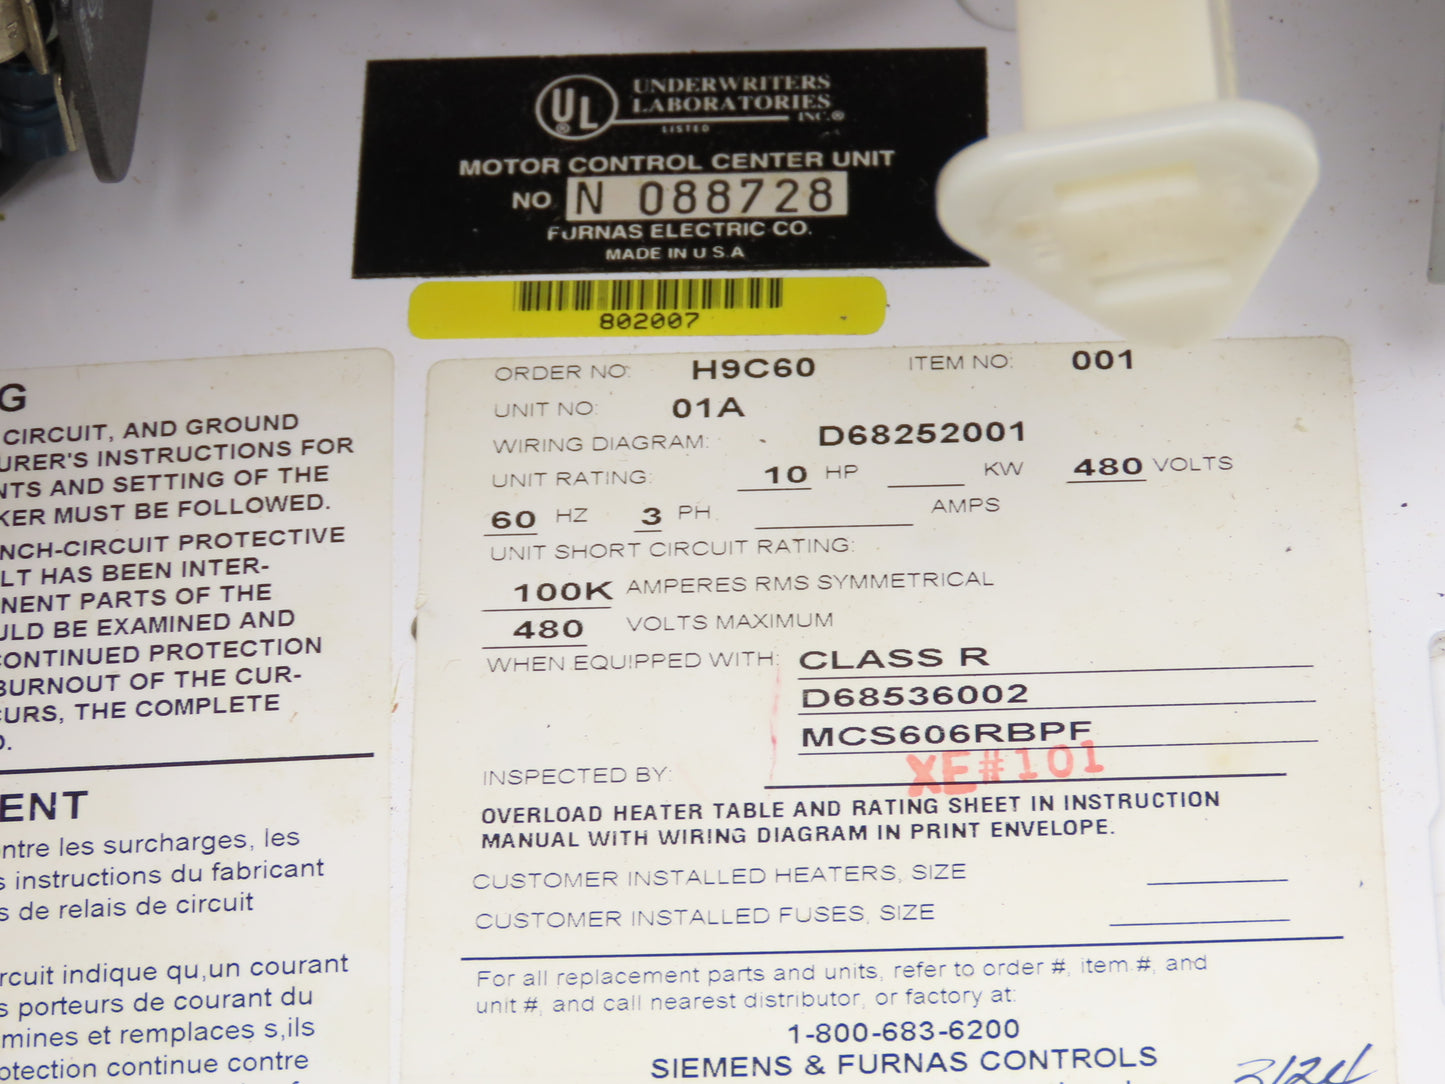 UL
®
UNDERWRITERS
LABORATORIES
INC.®
LISTED
MOTOR CONTROL CENTER UNIT
NO N 088728
FURNAS ELECTRIC CO.
MADE IN U S A
802007
ORDER NO: H9C60 ITEM NO: 001
UNIT NO: 01A
WIRING DIAGRAM: D68252001
UNIT RATING: 10 HP KW 480 VOLTS
60 HZ 3 PH AMPS
UNIT SHORT CIRCUIT RATING:
100K AMPERES RMS SYMMETRICAL
480 VOLTS MAXIMUM
WHEN EQUIPPED WITH: CLASS R
D68536002
MCS606RBPF
INSPECTED BY: XE#101
OVERLOAD HEATER TABLE AND RATING SHEET IN INSTRUCTION
MANUAL WITH WIRING DIAGRAM IN PRINT ENVELOPE.
CUSTOMER INSTALLED HEATERS, SIZE
CUSTOMER INSTALLED FUSES, SIZE
For all replacement parts and units, refer to order #, item #, and
unit #, and call nearest distributor, or factory at:
1-800-683-6200
SIEMENS & FURNAS CONTROLS
G
CIRCUIT, AND GROUND
URER'S INSTRUCTIONS FOR
NTS AND SETTING OF THE
KER MUST BE FOLLOWED.
NCH-CIRCUIT PROTECTIVE
LT HAS BEEN INTER-
NENT PARTS OF THE
ULD BE EXAMINED AND
CONTINUED PROTECTION
BURNOUT OF THE CUR-
CURS, THE COMPLETE
D.
ENT
ontre les surcharges, les
s instructions du fabricant
s de relais de circuit
rcuit indique qu,un courant
s porteurs de courant du
mines et remplaces s,ils
otection continue contre